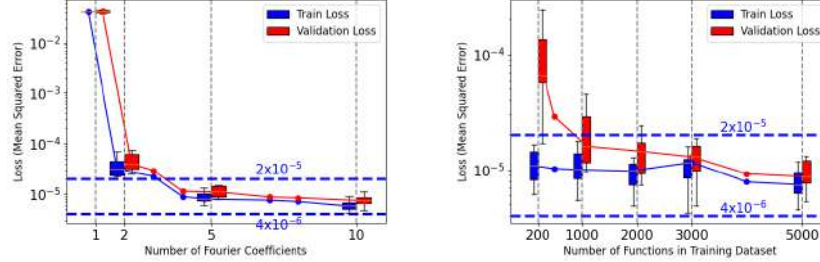 Train Loss
Validation Loss
Loss (Mean Squared Error)
10⁻²
10⁻³
10⁻⁴
10⁻⁵
2x10⁻⁵
4x10⁻⁶
1
2
5
10
Number of Fourier Coefficients
Train Loss
Validation Loss
Loss (Mean Squared Error)
10⁻⁴
10⁻⁵
2x10⁻⁵
4x10⁻⁶
200
1000
2000
3000
5000
Number of Functions in Training Dataset